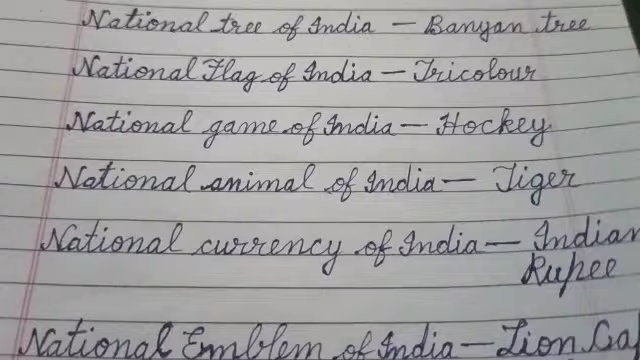 National tree of India — Banyan tree
National Flag of India — Tricolour
National game of India — Hockey
National animal of India — Tiger
National currency of India — Indian
Rupee
National Emblem of India — Lion